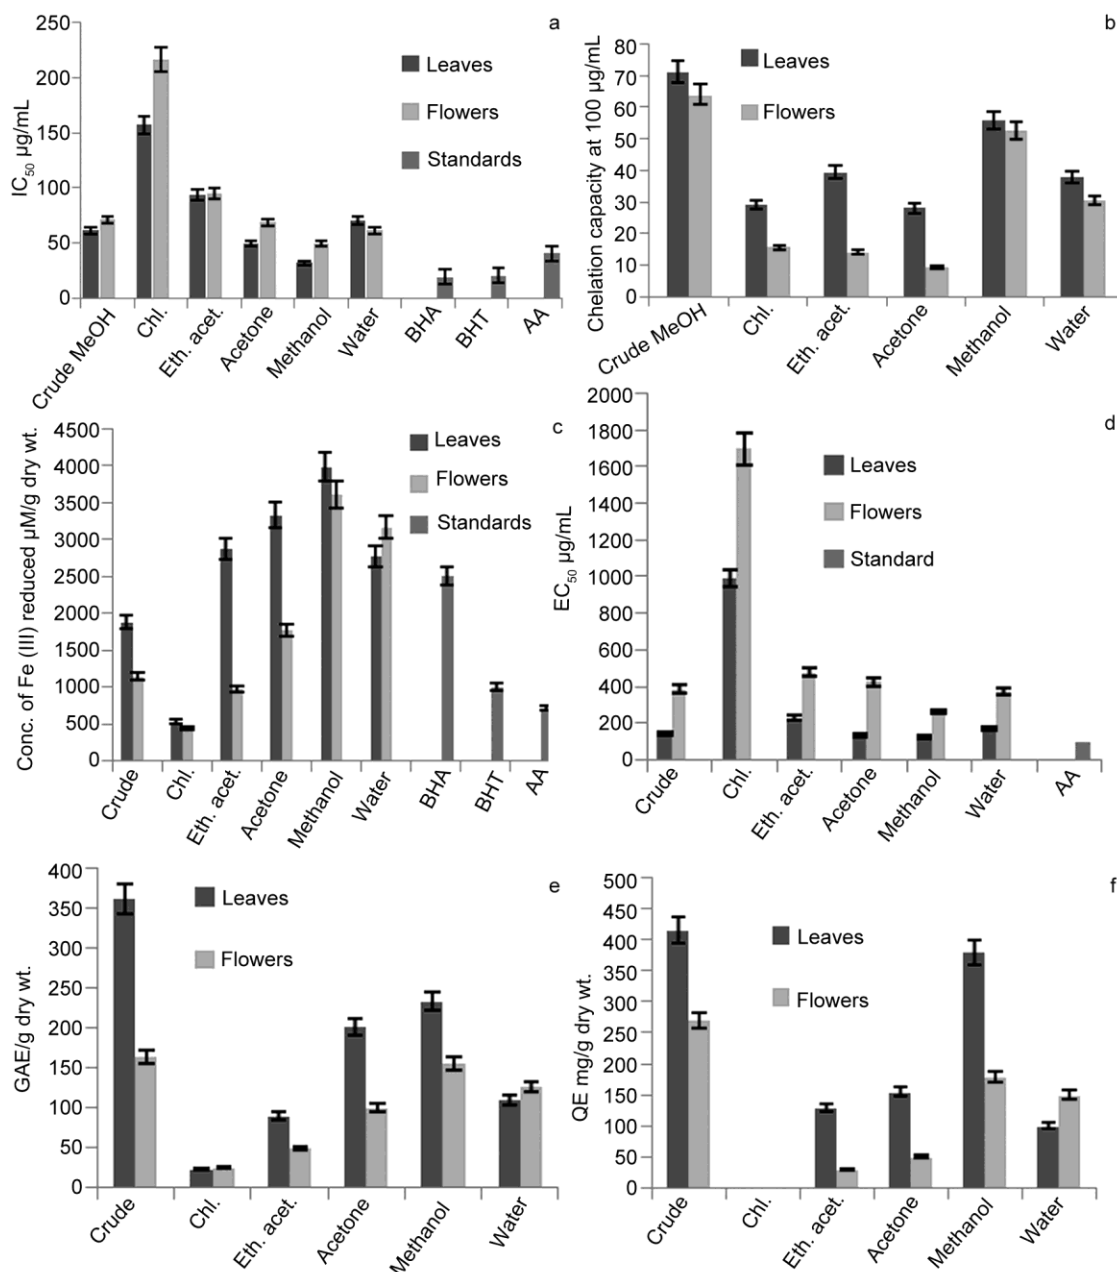 a
IC50 µg/mL
250
200
150
100
50
0
Leaves
Flowers
Standards
Crude MeOH
Chl.
Eth. acet.
Acetone
Methanol
Water
BHA
BHT
AA
b
Chelation capacity at 100 µg/mL
80
70
60
50
40
30
20
10
0
Leaves
Flowers
Crude MeOH
Chl.
Eth. acet.
Acetone
Methanol
Water
c
Conc. of Fe (III) reduced µM/g dry wt.
4500
4000
3500
3000
2500
2000
1500
1000
500
0
Leaves
Flowers
Standards
Crude
Chl.
Eth. acet.
Acetone
Methanol
Water
BHA
BHT
AA
d
EC50 µg/mL
2000
1800
1600
1400
1200
1000
800
600
400
200
0
Leaves
Flowers
Standard
Crude
Chl.
Eth. acet.
Acetone
Methanol
Water
AA
e
GAE/g dry wt.
400
350
300
250
200
150
100
50
0
Leaves
Flowers
Crude
Chl.
Eth. acet.
Acetone
Methanol
Water
f
QE mg/g dry wt.
500
450
400
350
300
250
200
150
100
50
0
Leaves
Flowers
Crude
Chl.
Eth. acet.
Acetone
Methanol
Water